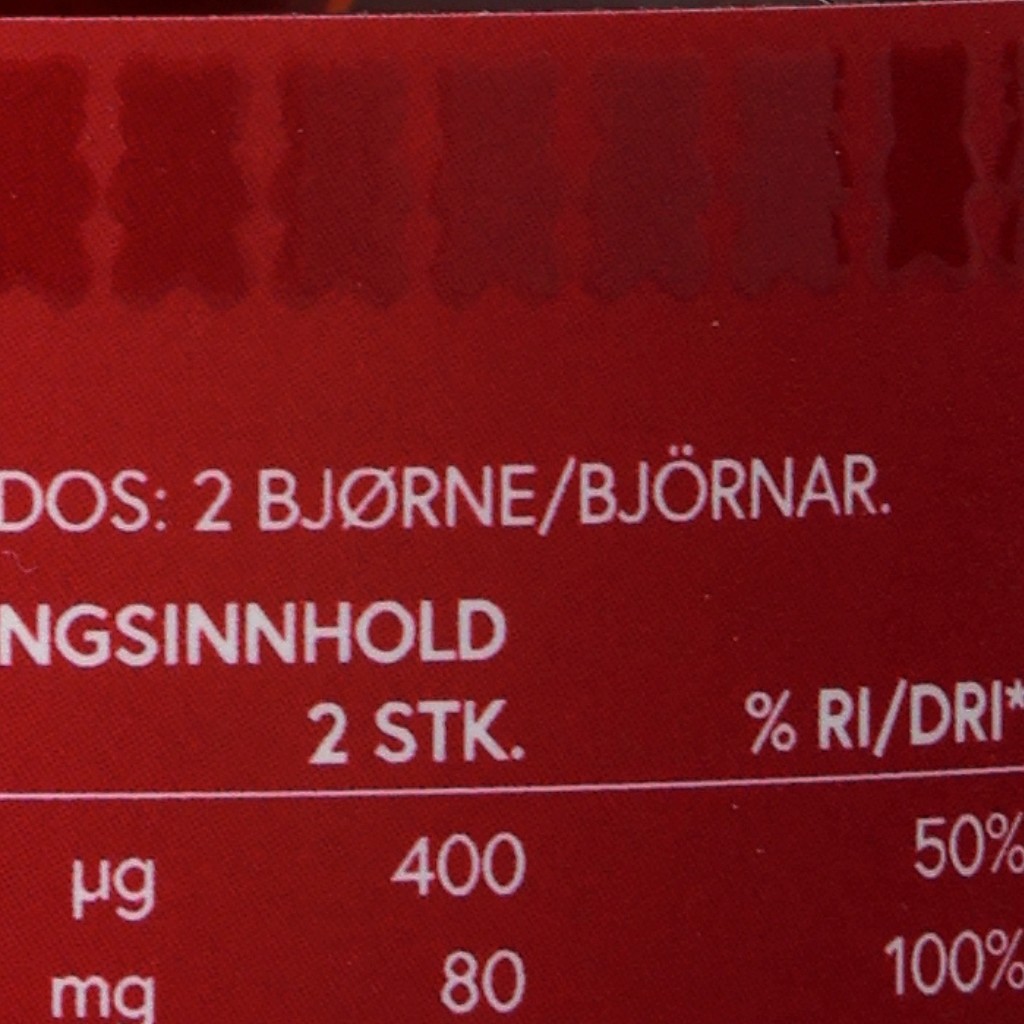 DOS: 2 BJØRNE/BJÖRNAR.
NGSINNHOLD
2 STK. % RI/DRI*
µg 400 50%
mg 80 100%